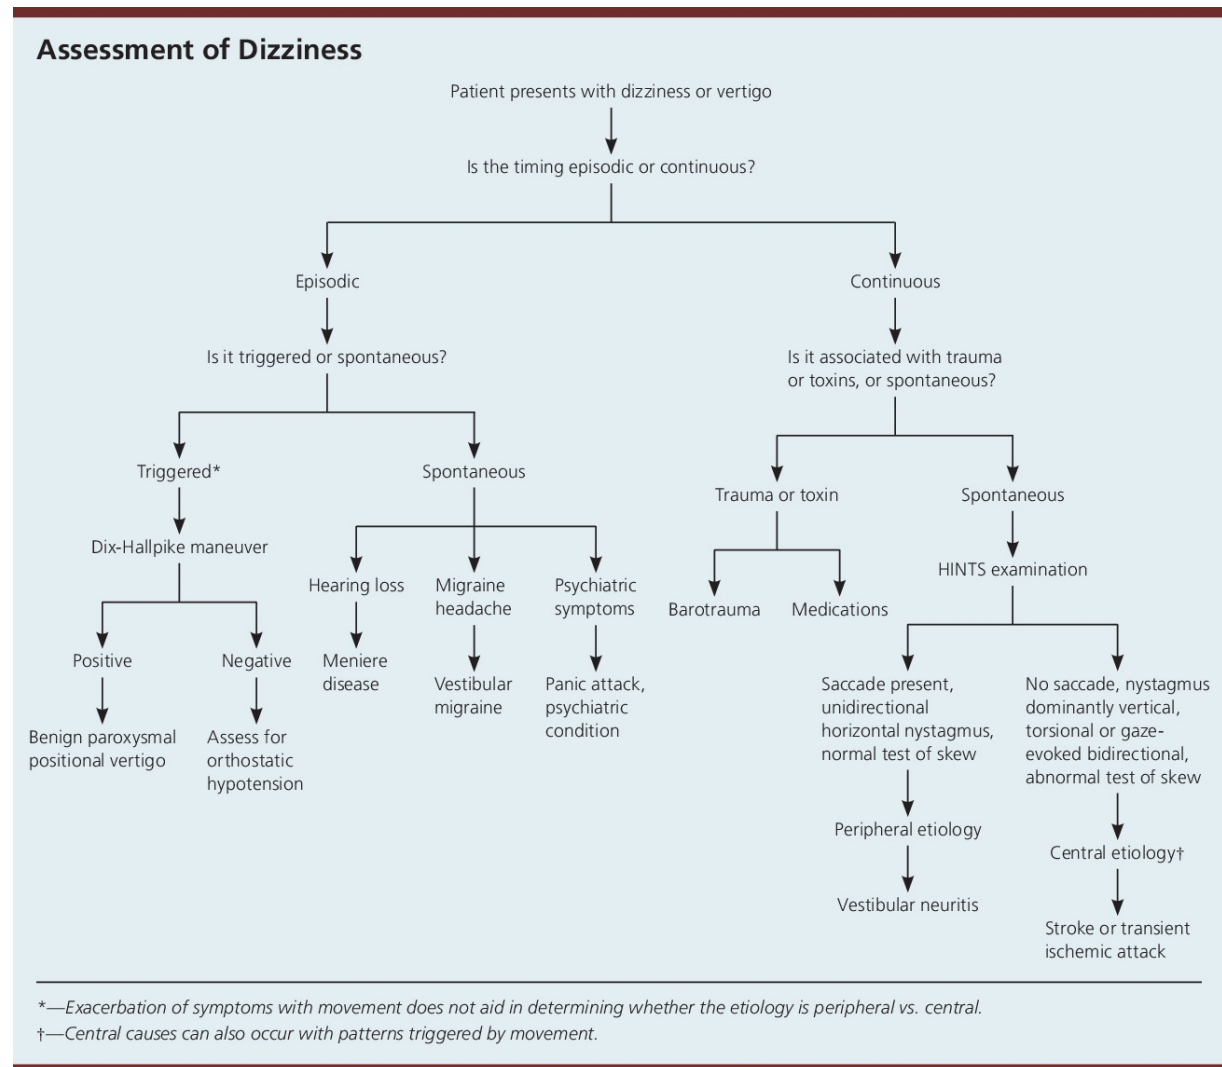 Assessment of Dizziness
Patient presents with dizziness or vertigo
Is the timing episodic or continuous?
Episodic
Continuous
Is it triggered or spontaneous?
Is it associated with trauma
or toxins, or spontaneous?
Triggered*
Spontaneous
Trauma or toxin
Spontaneous
Dix-Hallpike maneuver
Hearing loss
Migraine
headache
Psychiatric
symptoms
Barotrauma
Medications
HINTS examination
Positive
Negative
Meniere
disease
Vestibular
migraine
Panic attack,
psychiatric
condition
Saccade present,
unidirectional
horizontal nystagmus,
normal test of skew
No saccade, nystagmus
dominantly vertical,
torsional or gaze-
evoked bidirectional,
abnormal test of skew
Benign paroxysmal
positional vertigo
Assess for
orthostatic
hypotension
Peripheral etiology
Central etiology†
Vestibular neuritis
Stroke or transient
ischemic attack
*—Exacerbation of symptoms with movement does not aid in determining whether the etiology is peripheral vs. central.
†—Central causes can also occur with patterns triggered by movement.